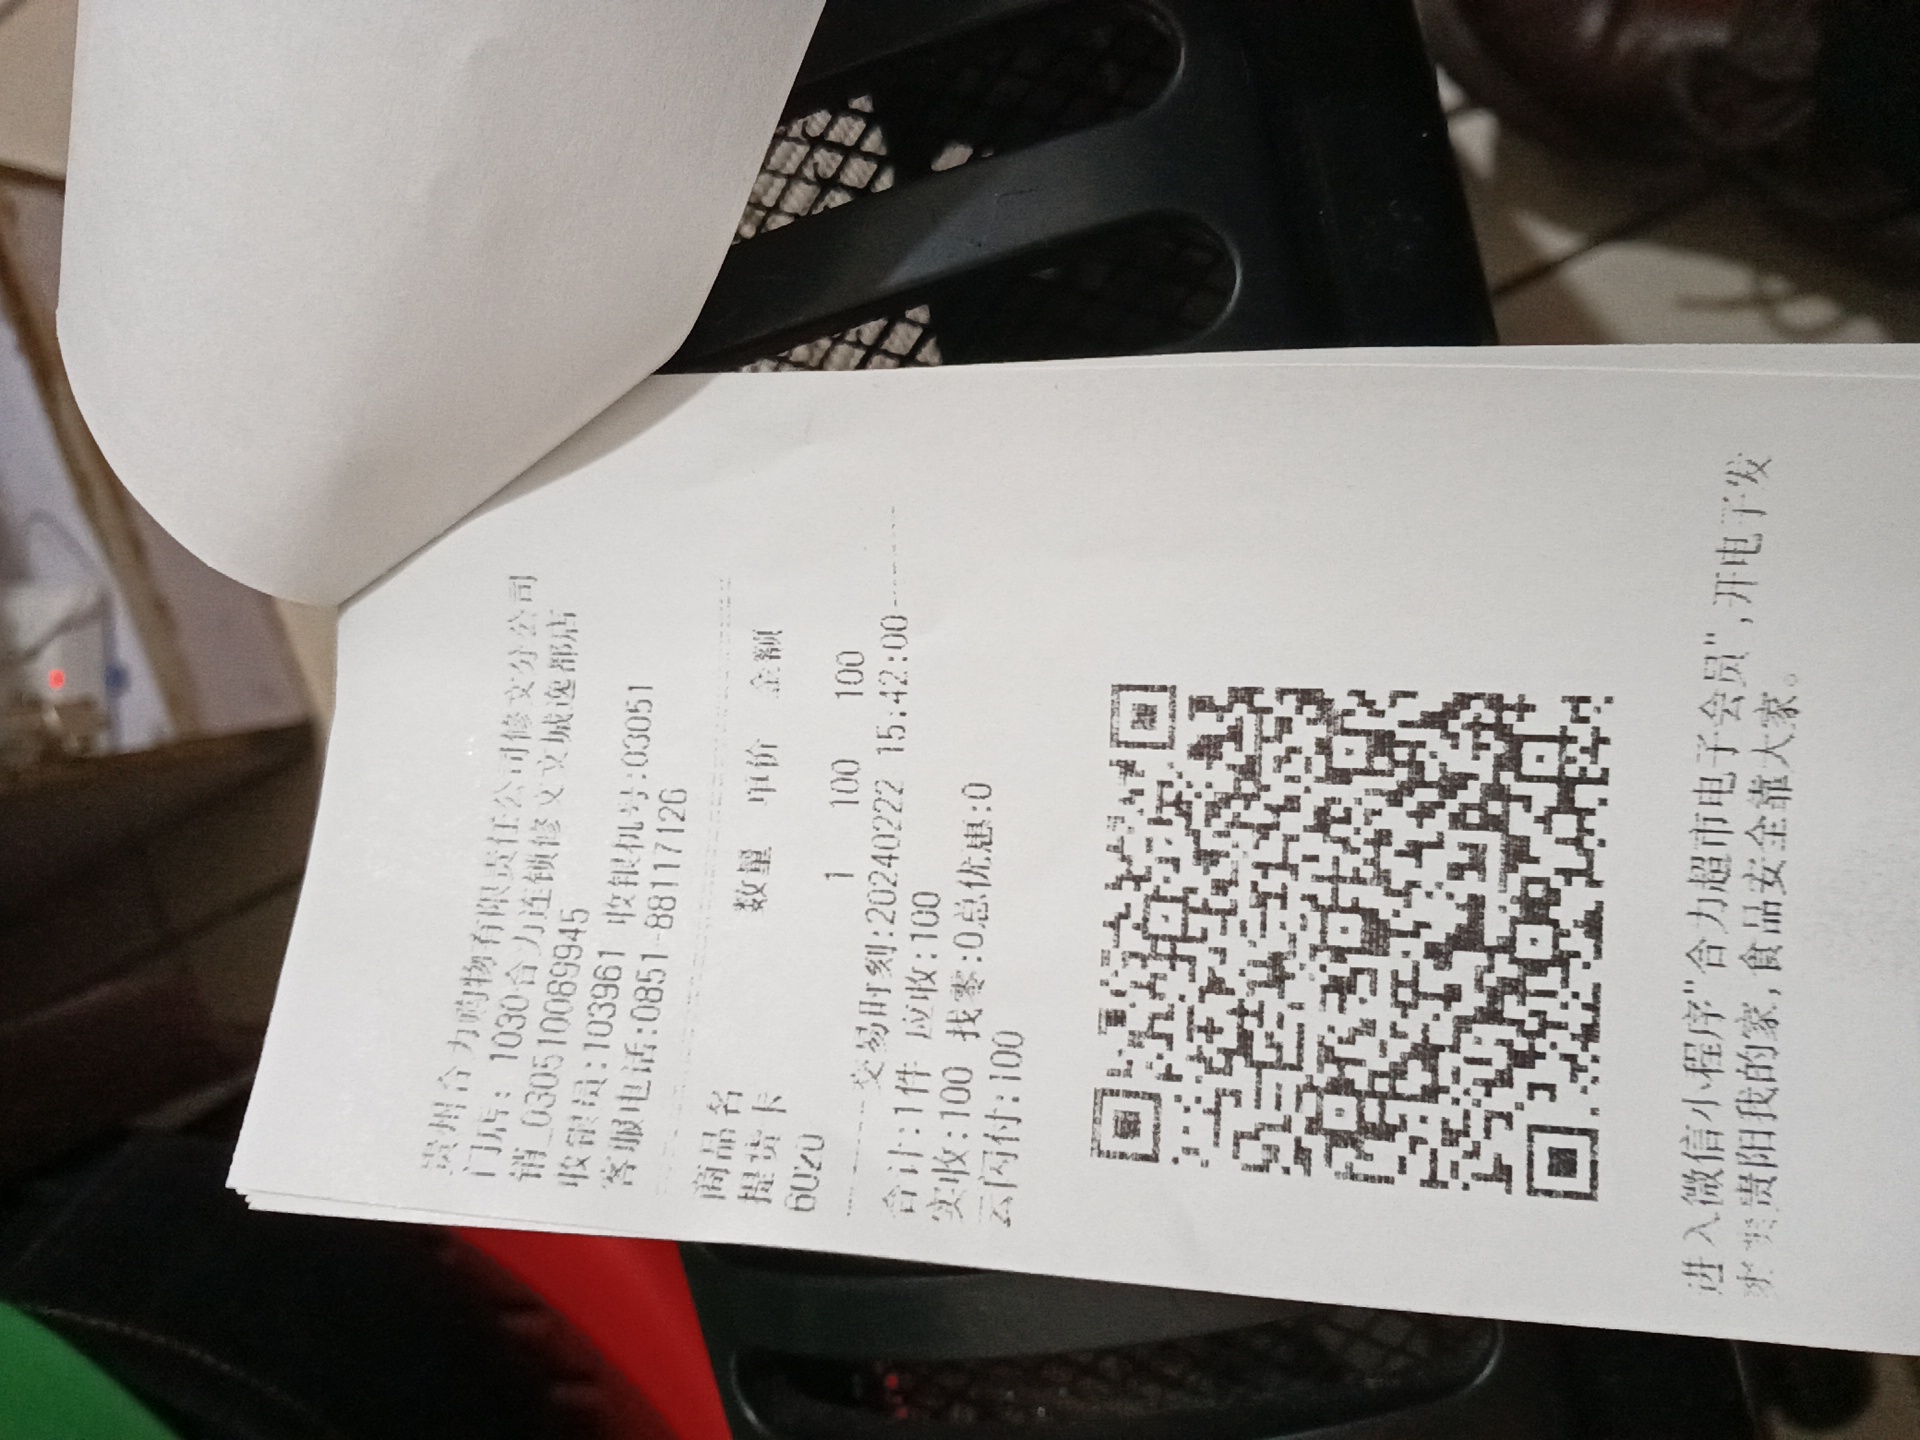 贵州合力购物有限责任公司修文分公司
门店: 1030合力连锁修文文城逸都店
销_0305100699945
收银员:103961 收银机号:03051
客服电话:0851-88117126
商品名 数量 单价 金额
提货卡
6020 1 100 100
交易时刻:20240222 15:42:00
合计:1件 应收:100
实收:100 找零:0总优惠:0
云闪付:100
进入微信小程序"合力超市电子会员",开电子发
票 贵阳我的家,食品安全靠大家。